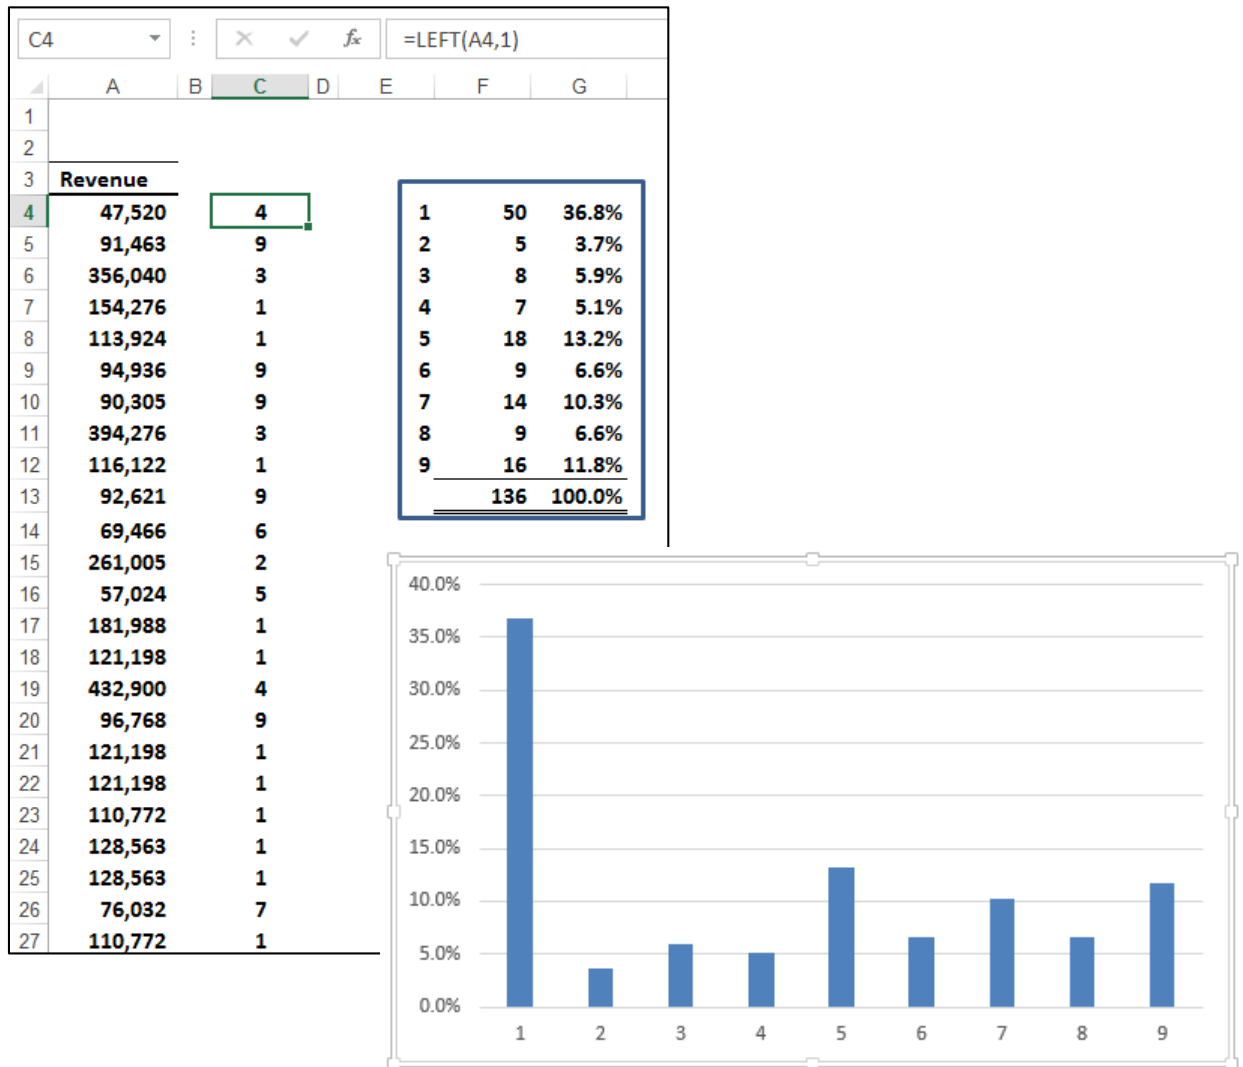 C4 fx =LEFT(A4,1)
A B C D E F G
1
2
3 Revenue
4 47,520 4 1 50 36.8%
5 91,463 9 2 5 3.7%
6 356,040 3 3 8 5.9%
7 154,276 1 4 7 5.1%
8 113,924 1 5 18 13.2%
9 94,936 9 6 9 6.6%
10 90,305 9 7 14 10.3%
11 394,276 3 8 9 6.6%
12 116,122 1 9 16 11.8%
13 92,621 9 136 100.0%
14 69,466 6
15 261,005 2
16 57,024 5
17 181,988 1
18 121,198 1
19 432,900 4
20 96,768 9
21 121,198 1
22 121,198 1
23 110,772 1
24 128,563 1
25 128,563 1
26 76,032 7
27 110,772 1
40.0%
35.0%
30.0%
25.0%
20.0%
15.0%
10.0%
5.0%
0.0%
1 2 3 4 5 6 7 8 9